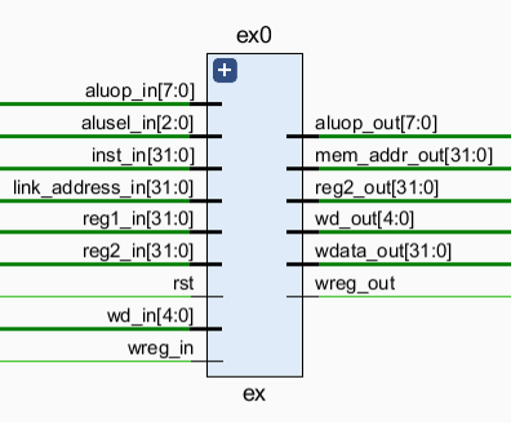 ex0
+
aluop_in[7:0]
alusel_in[2:0]
inst_in[31:0]
link_address_in[31:0]
reg1_in[31:0]
reg2_in[31:0]
rst
wd_in[4:0]
wreg_in
aluop_out[7:0]
mem_addr_out[31:0]
reg2_out[31:0]
wd_out[4:0]
wdata_out[31:0]
wreg_out
ex